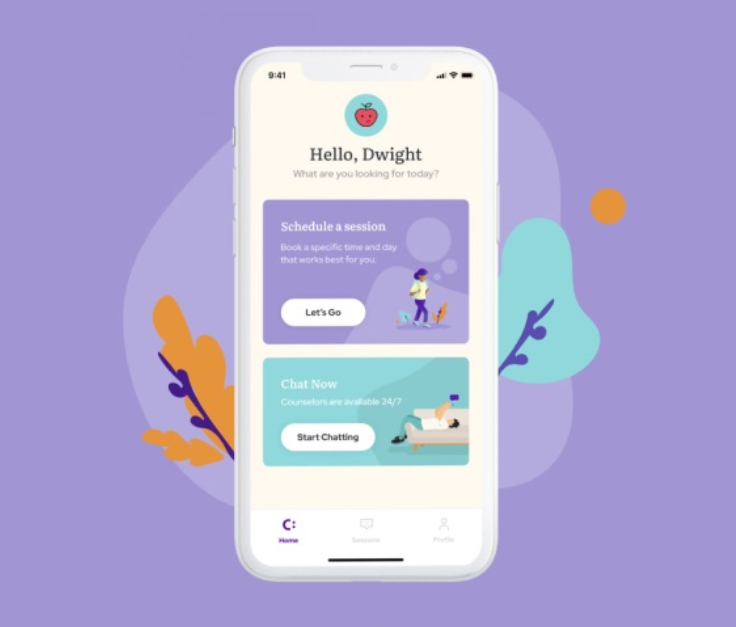 9:41
Hello, Dwight
What are you looking for today?
Schedule a session
Book a specific time and day
that works best for you.
Let's Go
Chat Now
Counselors are available 24/7
Start Chatting
C:
Home
Sessions
Profile